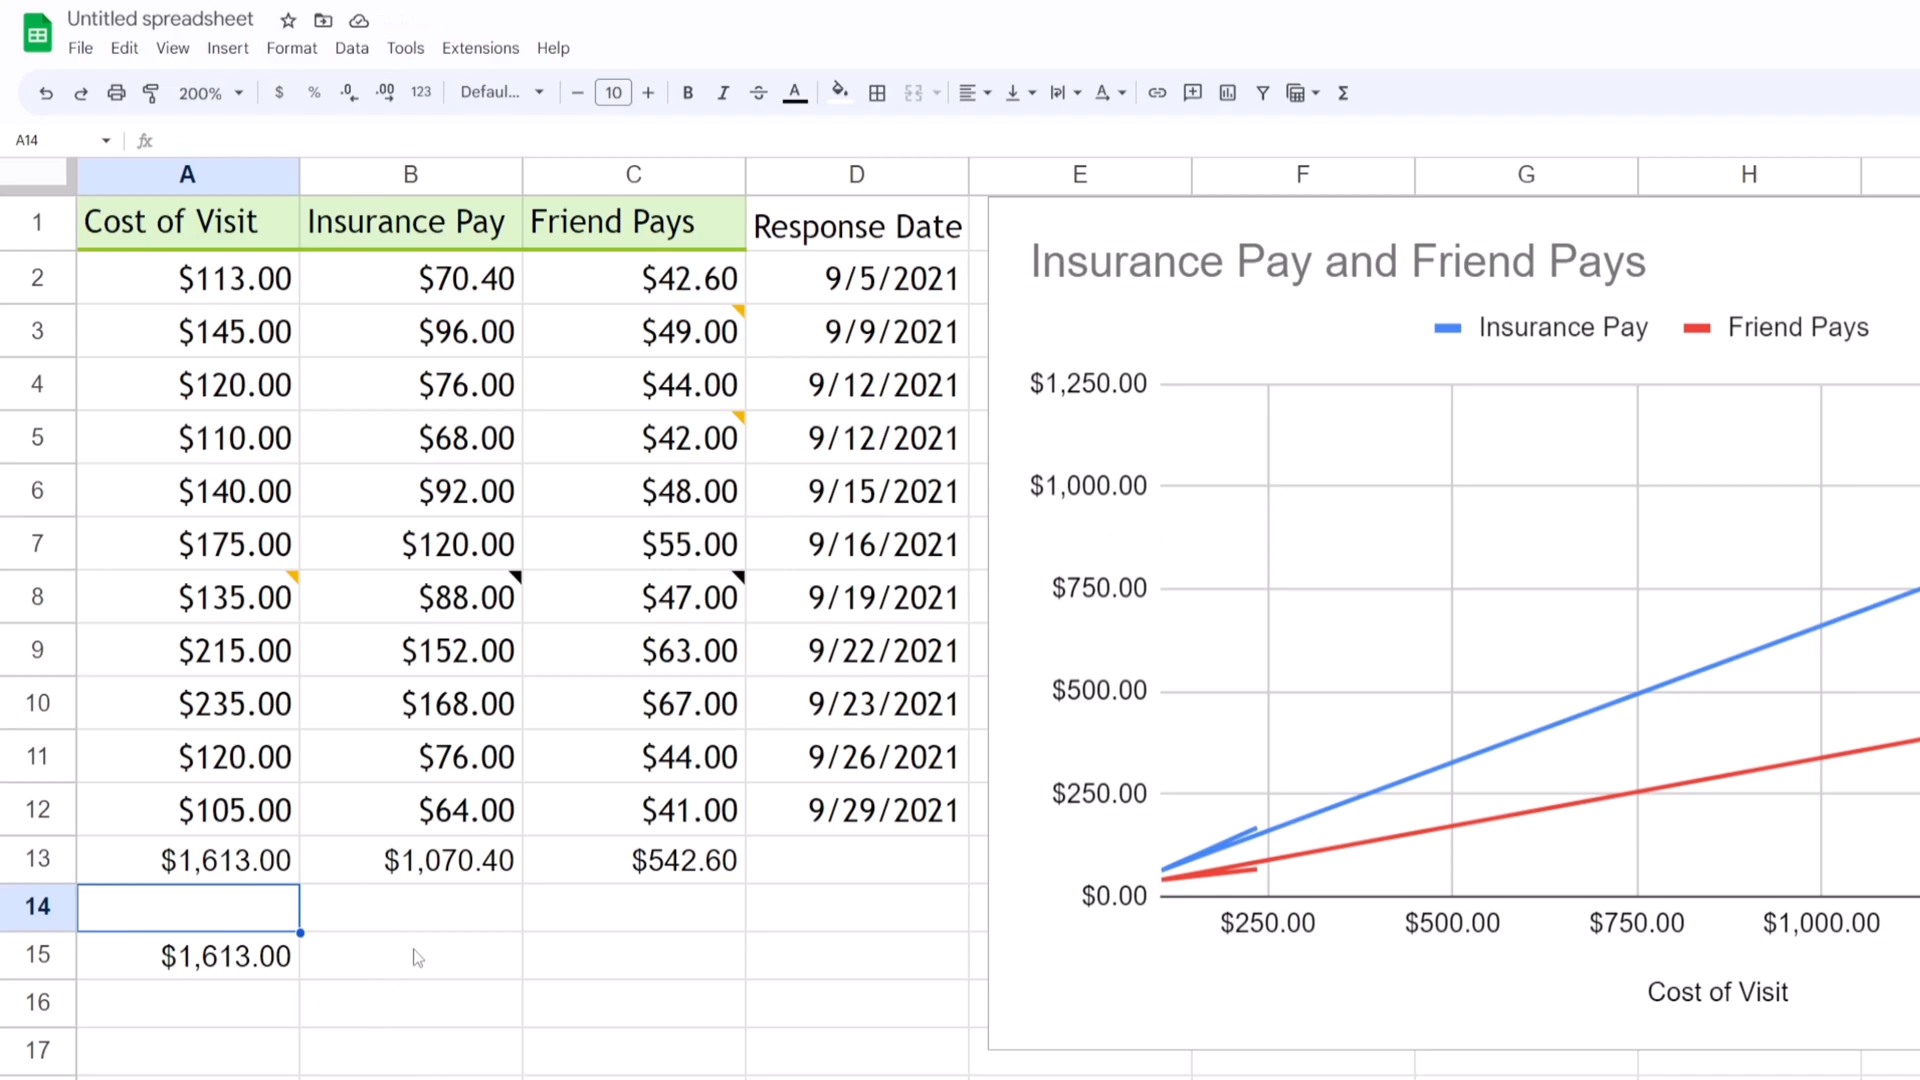 Untitled spreadsheet
File Edit View Insert Format Data Tools Extensions Help
200% $ % .0 .00 123 Defaul... − 10 + B I S A Σ
A14 fx
A B C D E F G H
1 Cost of Visit Insurance Pay Friend Pays Response Date
2 $113.00 $70.40 $42.60 9/5/2021
3 $145.00 $96.00 $49.00 9/9/2021
4 $120.00 $76.00 $44.00 9/12/2021
5 $110.00 $68.00 $42.00 9/12/2021
6 $140.00 $92.00 $48.00 9/15/2021
7 $175.00 $120.00 $55.00 9/16/2021
8 $135.00 $88.00 $47.00 9/19/2021
9 $215.00 $152.00 $63.00 9/22/2021
10 $235.00 $168.00 $67.00 9/23/2021
11 $120.00 $76.00 $44.00 9/26/2021
12 $105.00 $64.00 $41.00 9/29/2021
13 $1,613.00 $1,070.40 $542.60
14
15 $1,613.00
16
17
Insurance Pay and Friend Pays
Insurance Pay Friend Pays
$1,250.00
$1,000.00
$750.00
$500.00
$250.00
$0.00
$250.00 $500.00 $750.00 $1,000.00
Cost of Visit